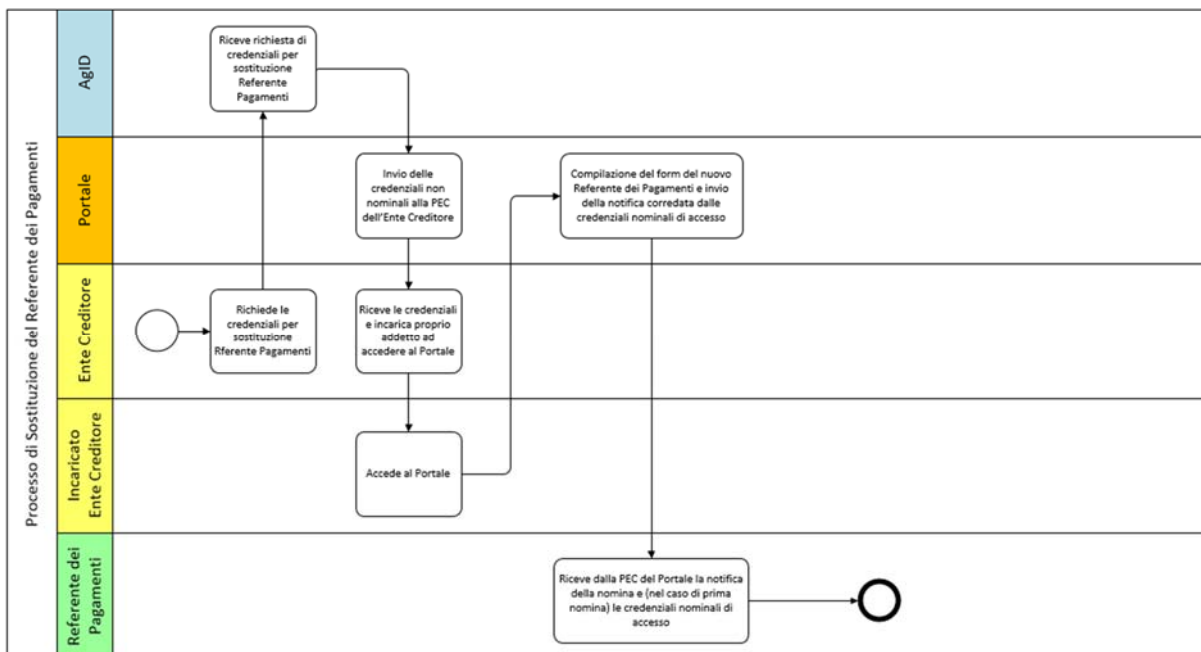 Processo di Sostituzione del Referente dei Pagamenti
AgID
Riceve richiesta di
credenziali per
sostituzione
Referente
Pagamenti
Portale
Invio delle
credenziali non
nominali alla PEC
dell'Ente Creditore
Compilazione del form del nuovo
Referente dei Pagamenti e invio
della notifica corredata dalle
credenziali nominali di accesso
Ente Creditore
Richiede le
credenziali per
sostituzione
Rferente Pagamenti
Riceve le credenziali
e incarica proprio
addetto ad
accedere al Portale
Incaricato
Ente Creditore
Accede al Portale
Referente dei
Pagamenti
Riceve dalla PEC del Portale la notifica
della nomina e (nel caso di prima
nomina) le credenziali nominali di
accesso